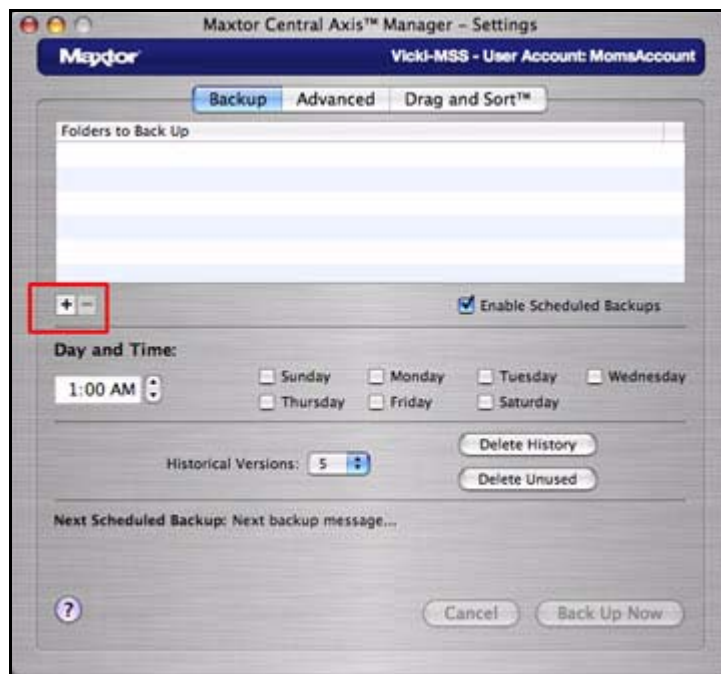 Maxtor Central Axis™ Manager – Settings
Maxtor
Vicki-MSS - User Account: MomsAccount
Backup Advanced Drag and Sort™
Folders to Back Up
+ −
Enable Scheduled Backups
Day and Time:
1:00 AM
Sunday Monday Tuesday Wednesday
Thursday Friday Saturday
Historical Versions: 5
Delete History
Delete Unused
Next Scheduled Backup: Next backup message...
?
Cancel Back Up Now